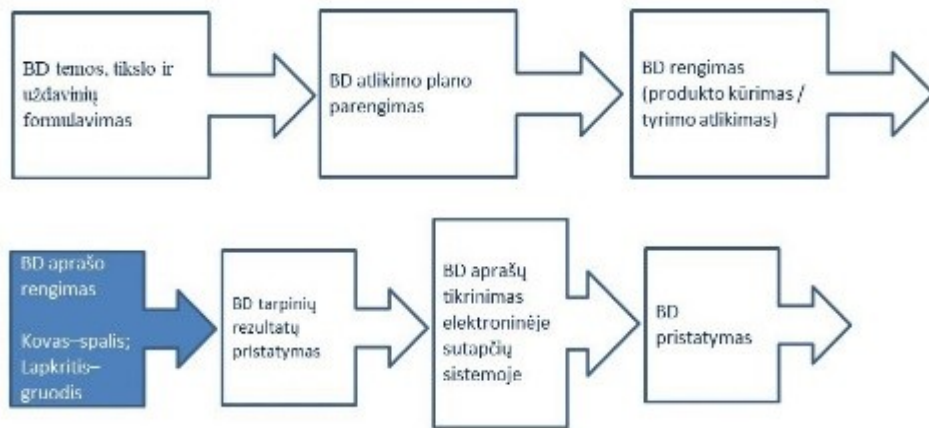 BD temos, tikslo ir
uždavinių
formulavimas
BD atlikimo plano
parengimas
BD rengimas
(produkto kūrimas /
tyrimo atlikimas)
BD aprašo
rengimas
Kovas–spalis;
Lapkritis–
gruodis
BD tarpinių
rezultatų
pristatymas
BD aprašų
tikrinimas
elektroninėje
sutapčių
sistemoje
BD
pristatymas